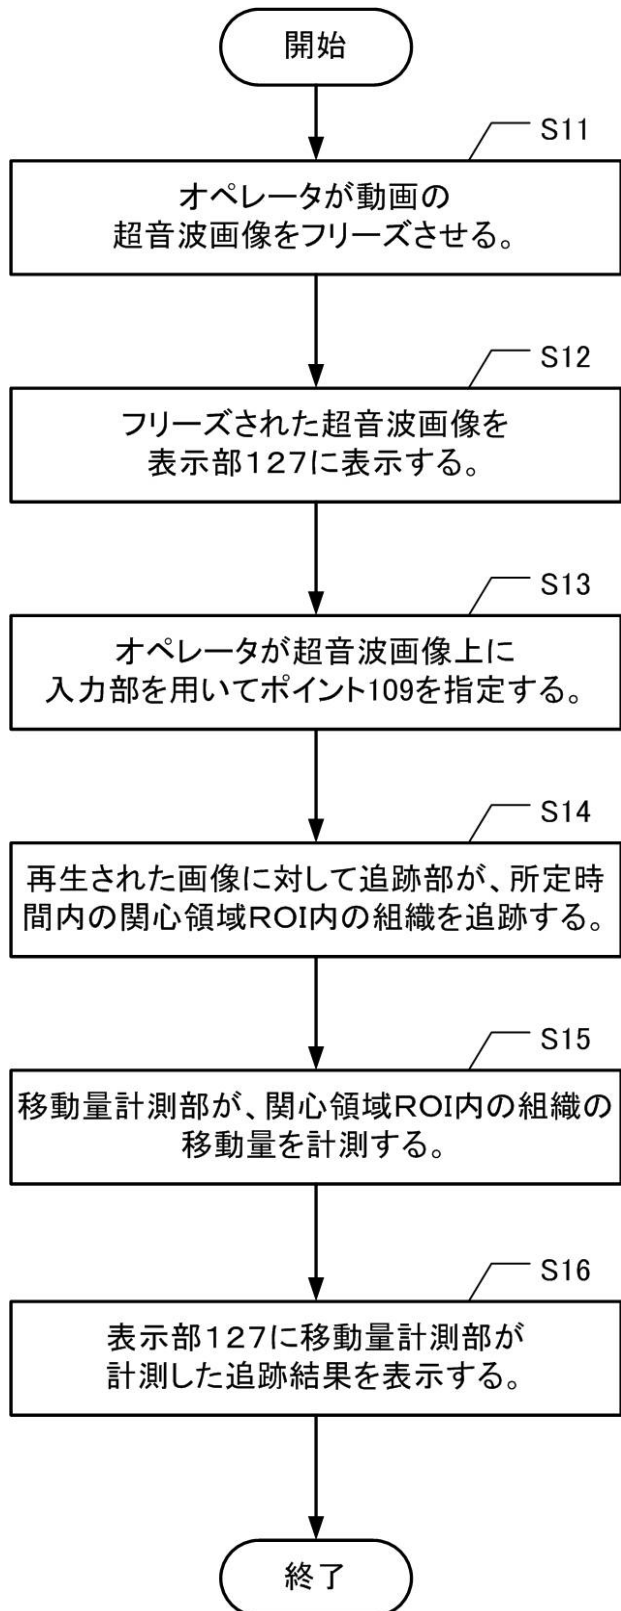 開始
S11
オペレータが動画の
超音波画像をフリーズさせる。
S12
フリーズされた超音波画像を
表示部127に表示する。
S13
オペレータが超音波画像上に
入力部を用いてポイント109を指定する。
S14
再生された画像に対して追跡部が、所定時
間内の関心領域ROI内の組織を追跡する。
S15
移動量計測部が、関心領域ROI内の組織の
移動量を計測する。
S16
表示部127に移動量計測部が
計測した追跡結果を表示する。
終了